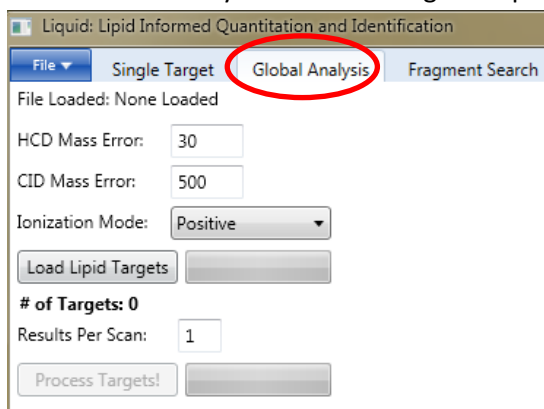 Liquid: Lipid Informed Quantitation and Identification
File Single Target Global Analysis Fragment Search
File Loaded: None Loaded
HCD Mass Error: 30
CID Mass Error: 500
Ionization Mode: Positive
Load Lipid Targets
# of Targets: 0
Results Per Scan: 1
Process Targets!